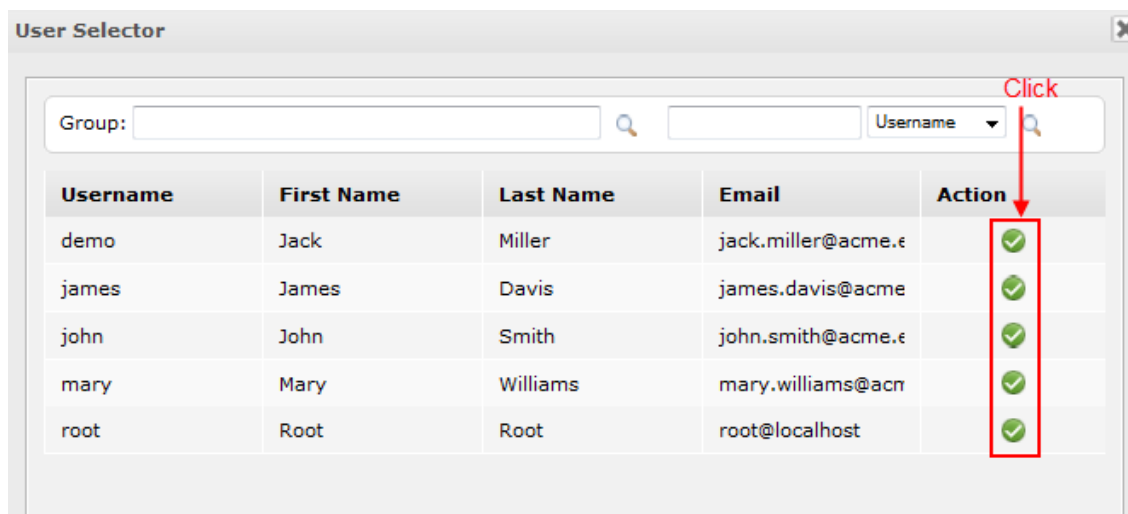 User Selector
Click
Group: Username
Username First Name Last Name Email Action
demo Jack Miller jack.miller@acme.e
james James Davis james.davis@acme
john John Smith john.smith@acme.e
mary Mary Williams mary.williams@acm
root Root Root root@localhost